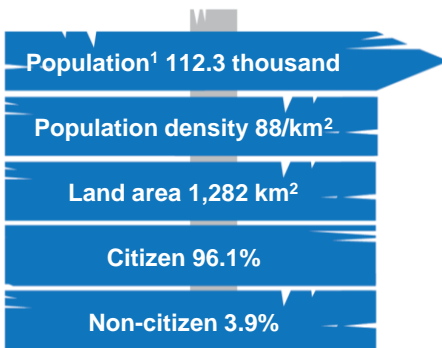 Population¹ 112.3 thousand
Population density 88/km²
Land area 1,282 km²
Citizen 96.1%
Non-citizen 3.9%